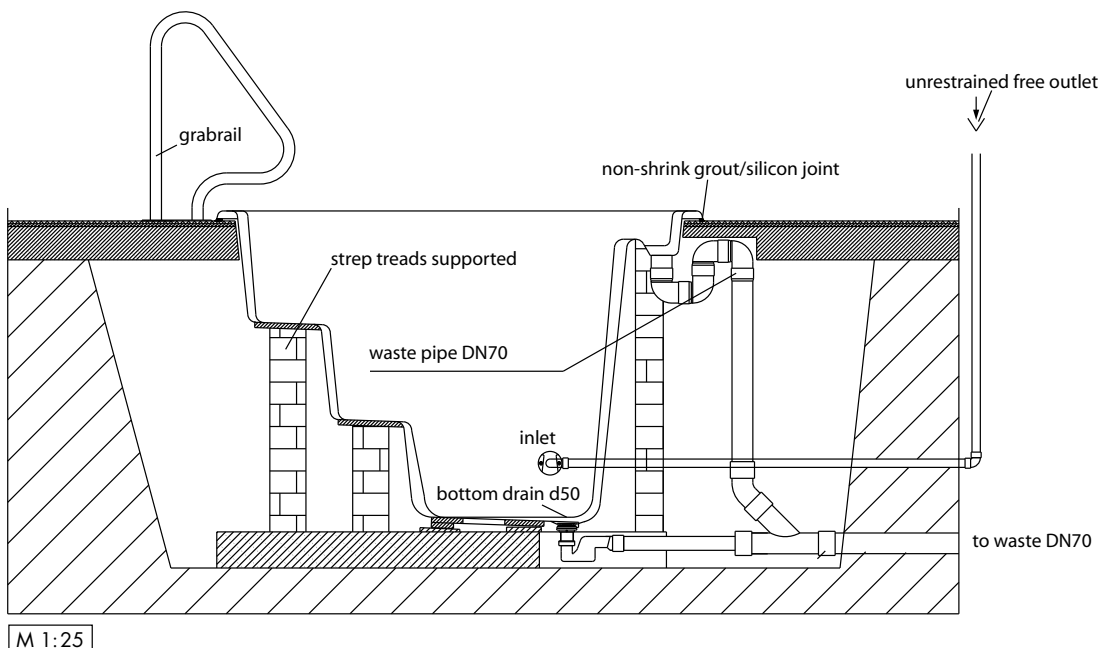 unrestrained free outlet
grabrail
non-shrink grout/silicon joint
strep treads supported
waste pipe DN70
inlet
bottom drain d50
to waste DN70
M 1:25